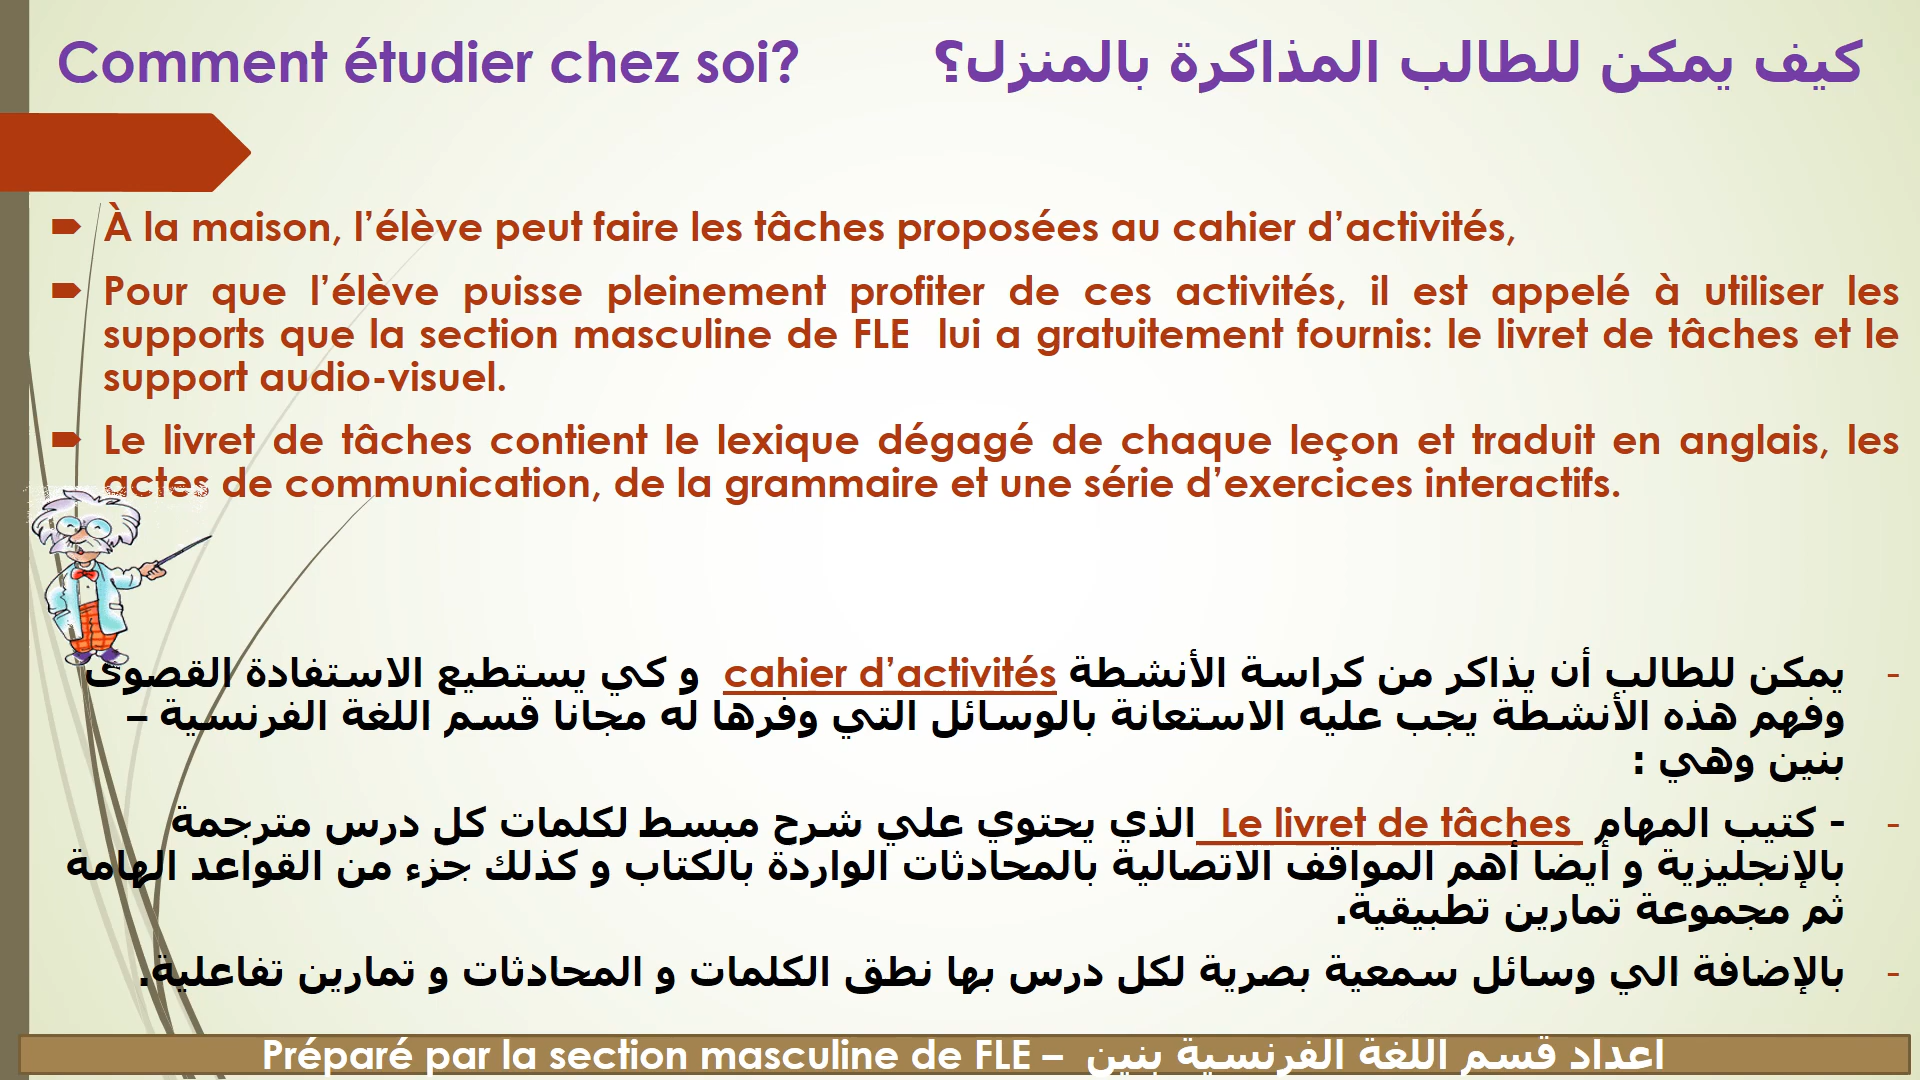 Comment étudier chez soi? كيف يمكن للطالب المذاكرة بالمنزل؟
À la maison, l’élève peut faire les tâches proposées au cahier d’activités,
Pour que l’élève puisse pleinement profiter de ces activités, il est appelé à utiliser les
supports que la section masculine de FLE lui a gratuitement fournis: le livret de tâches et le
support audio-visuel.
Le livret de tâches contient le lexique dégagé de chaque leçon et traduit en anglais, les
actes de communication, de la grammaire et une série d’exercices interactifs.
- يمكن للطالب أن يذاكر من كراسة الأنشطة cahier d’activités و كي يستطيع الاستفادة القصوى
وفهم هذه الأنشطة يجب عليه الاستعانة بالوسائل التي وفرها له مجانا قسم اللغة الفرنسية –
بنين وهي :
- - كتيب المهام Le livret de tâches الذي يحتوي علي شرح مبسط لكلمات كل درس مترجمة
بالإنجليزية و أيضا أهم المواقف الاتصالية بالمحادثات الواردة بالكتاب و كذلك جزء من القواعد الهامة
ثم مجموعة تمارين تطبيقية.
- بالإضافة الي وسائل سمعية بصرية لكل درس بها نطق الكلمات و المحادثات و تمارين تفاعلية.
Préparé par la section masculine de FLE – اعداد قسم اللغة الفرنسية بنين